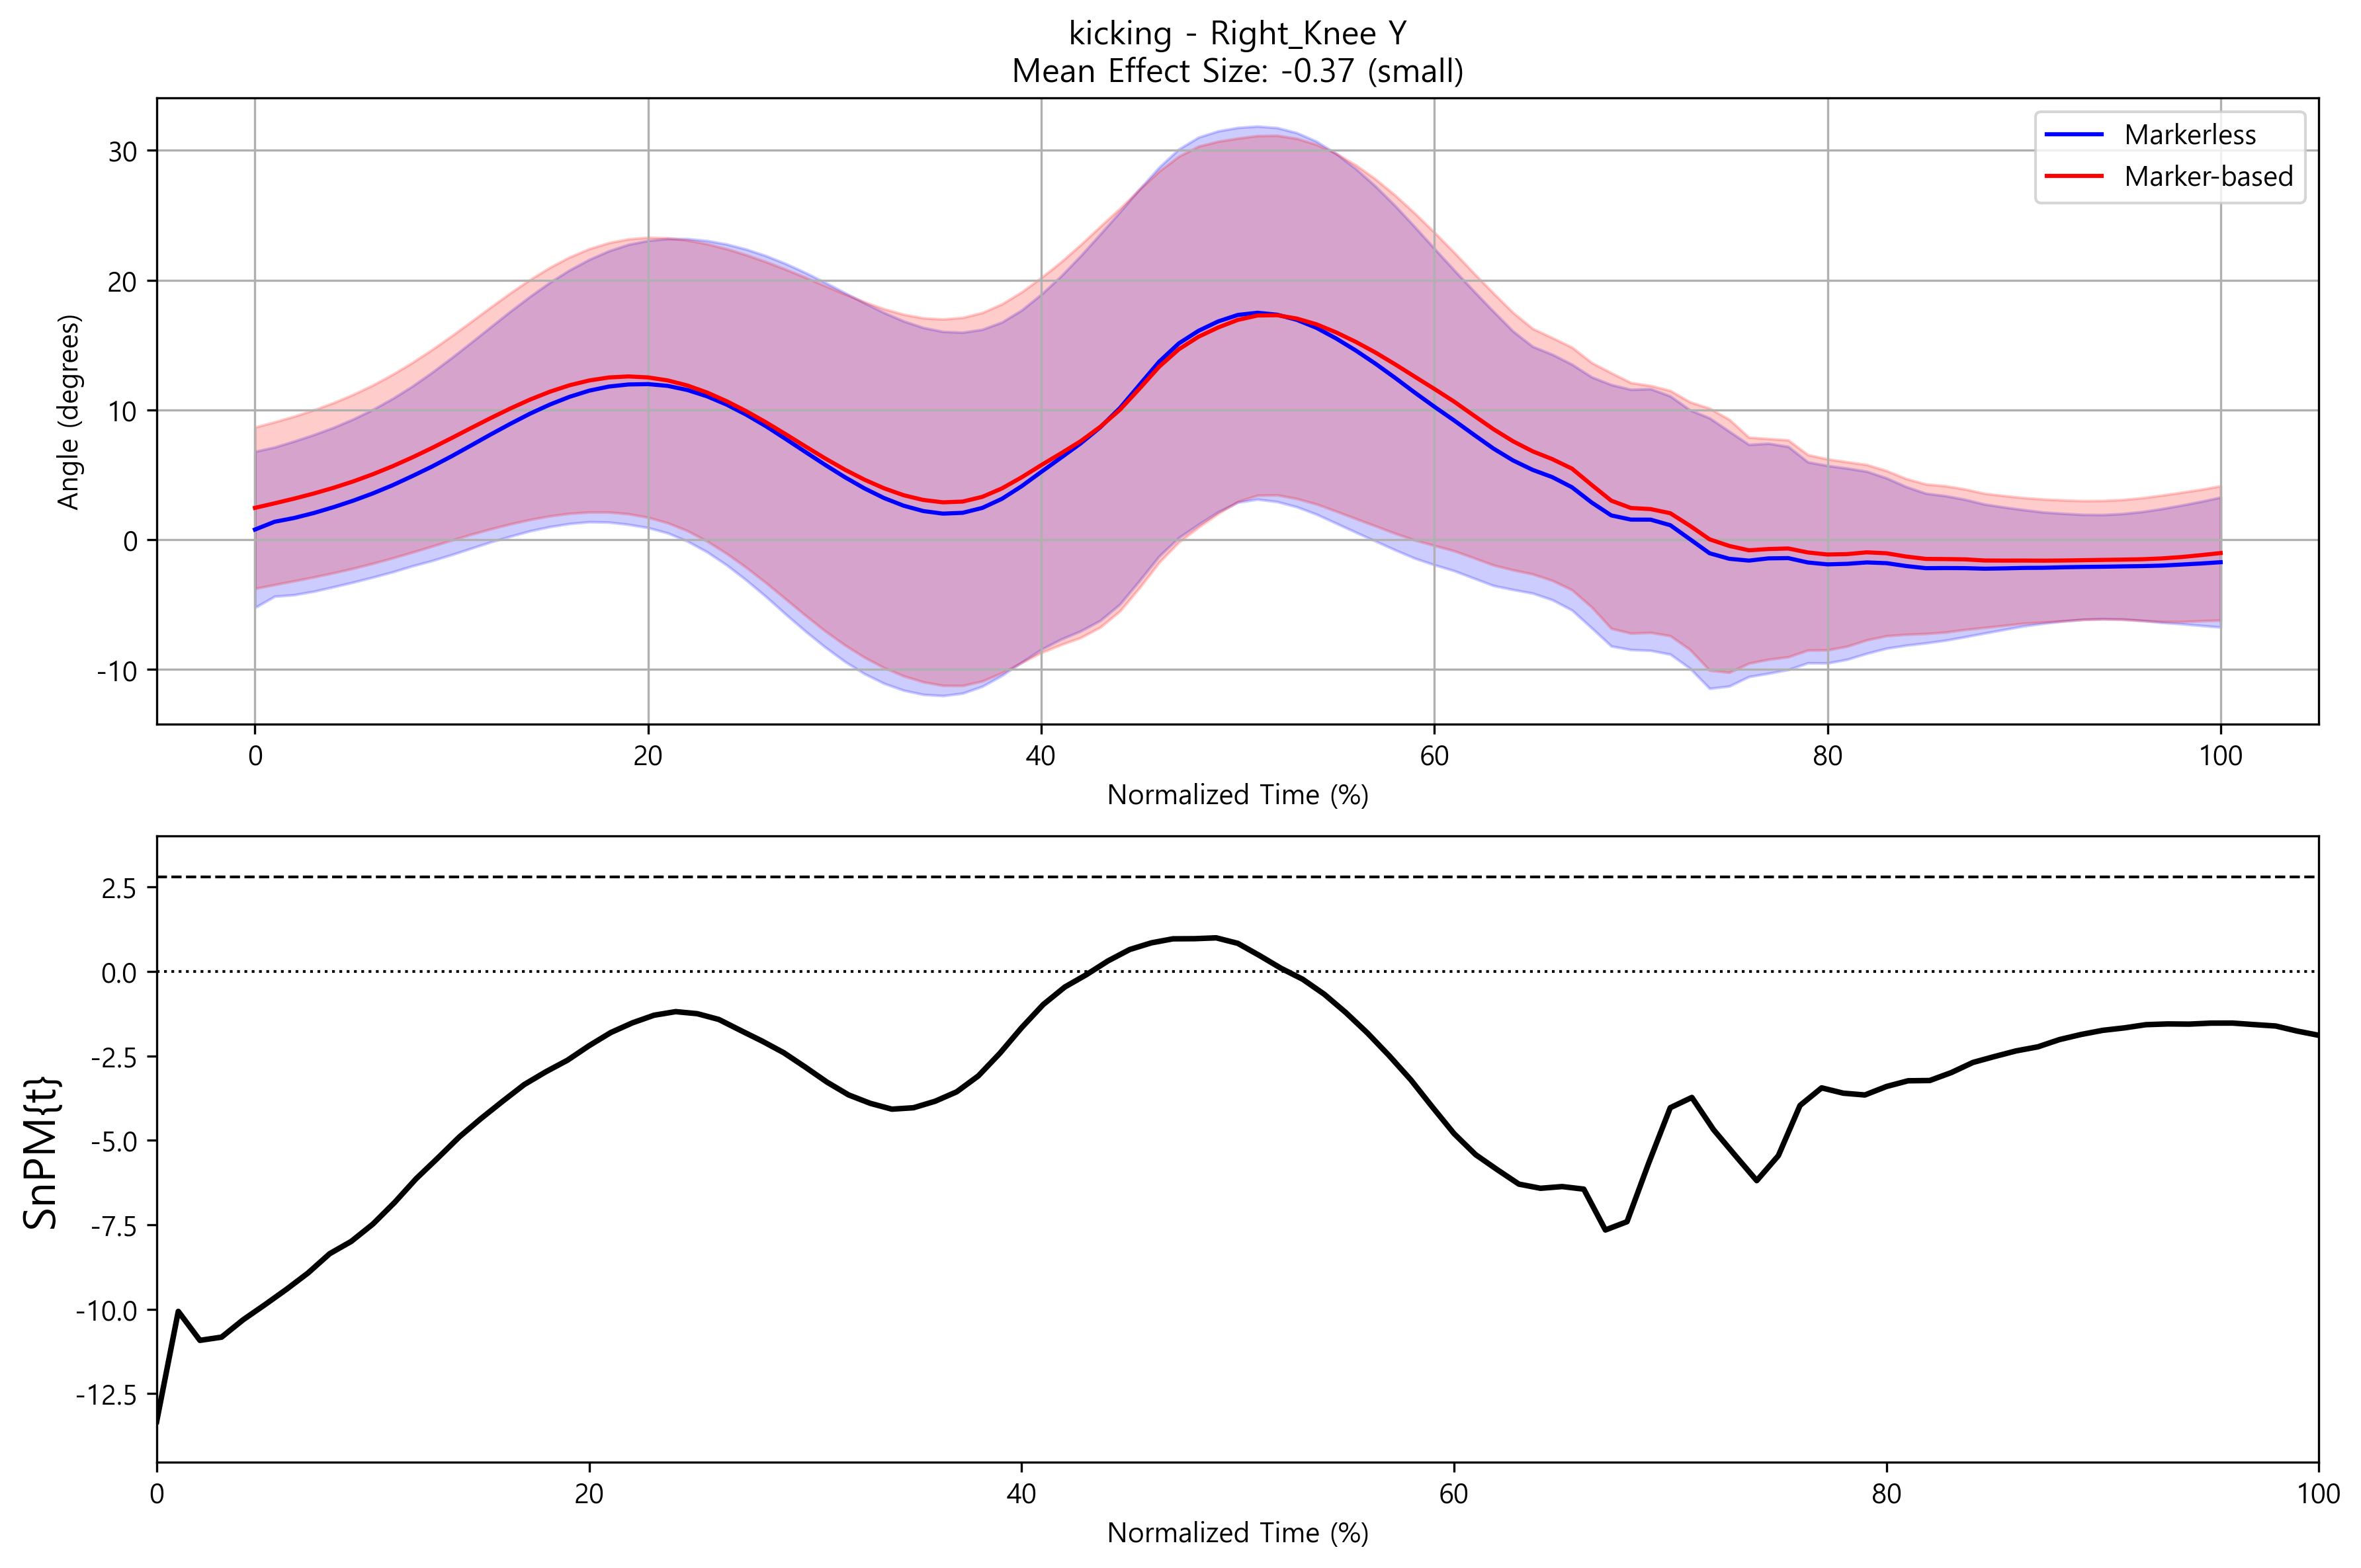 kicking - Right_Knee Y
Mean Effect Size: -0.37 (small)
Markerless
Marker-based
Angle (degrees)
30
20
10
0
-10
0 20 40 60 80 100
Normalized Time (%)
SnPM{t}
2.5
0.0
-2.5
-5.0
-7.5
-10.0
-12.5
0 20 40 60 80 100
Normalized Time (%)